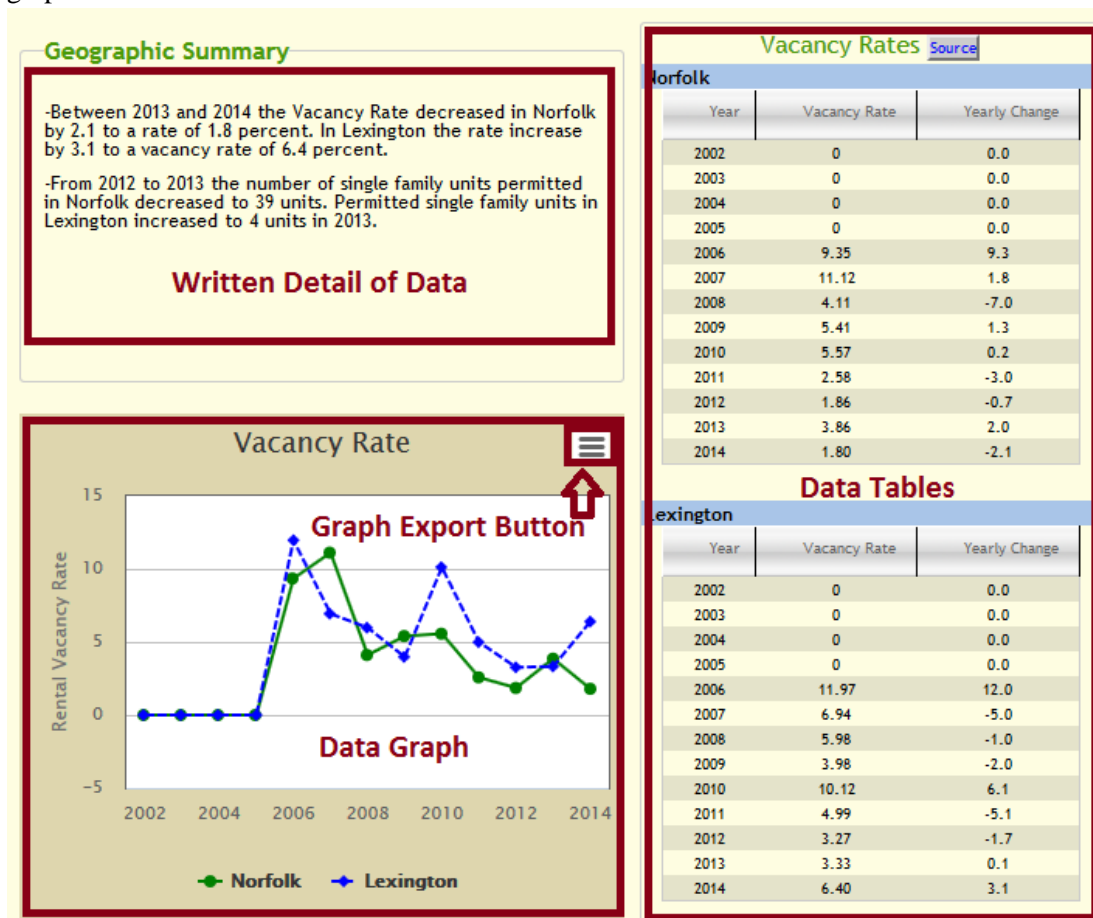 Geographic Summary
-Between 2013 and 2014 the Vacancy Rate decreased in Norfolk
by 2.1 to a rate of 1.8 percent. In Lexington the rate increase
by 3.1 to a vacancy rate of 6.4 percent.
-From 2012 to 2013 the number of single family units permitted
in Norfolk decreased to 39 units. Permitted single family units in
Lexington increased to 4 units in 2013.
Written Detail of Data
Vacancy Rate
Graph Export Button
Rental Vacancy Rate
15
10
5
0
-5
Data Graph
2002 2004 2006 2008 2010 2012 2014
Norfolk Lexington
Vacancy Rates Source
Norfolk
Year Vacancy Rate Yearly Change
2002 0 0.0
2003 0 0.0
2004 0 0.0
2005 0 0.0
2006 9.35 9.3
2007 11.12 1.8
2008 4.11 -7.0
2009 5.41 1.3
2010 5.57 0.2
2011 2.58 -3.0
2012 1.86 -0.7
2013 3.86 2.0
2014 1.80 -2.1
Data Tables
Lexington
Year Vacancy Rate Yearly Change
2002 0 0.0
2003 0 0.0
2004 0 0.0
2005 0 0.0
2006 11.97 12.0
2007 6.94 -5.0
2008 5.98 -1.0
2009 3.98 -2.0
2010 10.12 6.1
2011 4.99 -5.1
2012 3.27 -1.7
2013 3.33 0.1
2014 6.40 3.1